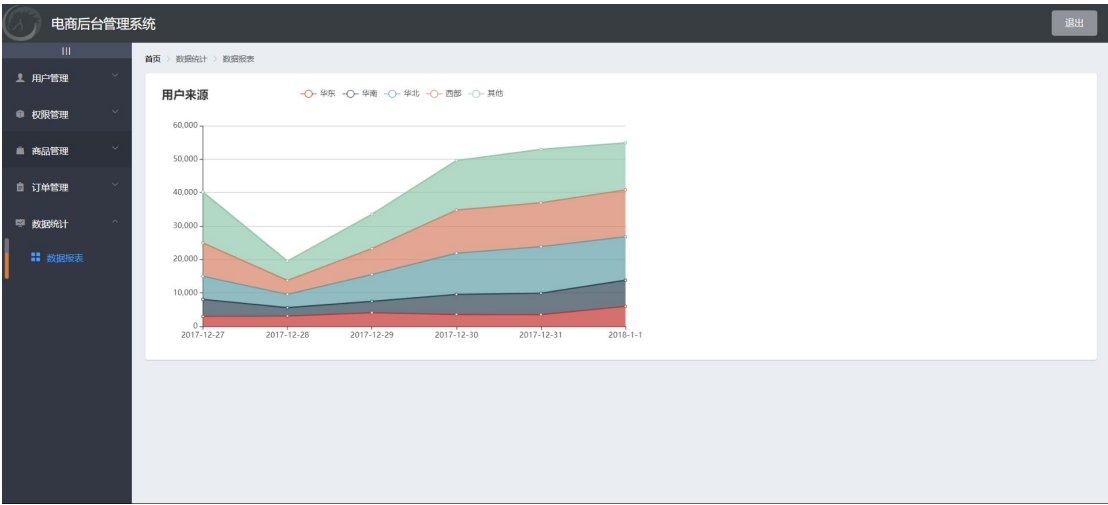 电商后台管理系统
退出
|||
首页 > 数据统计 > 数据报表
用户管理
权限管理
商品管理
订单管理
数据统计
数据报表
用户来源
华东 华南 华北 西部 其他
60,000
50,000
40,000
30,000
20,000
10,000
0
2017-12-27 2017-12-28 2017-12-29 2017-12-30 2017-12-31 2018-1-1